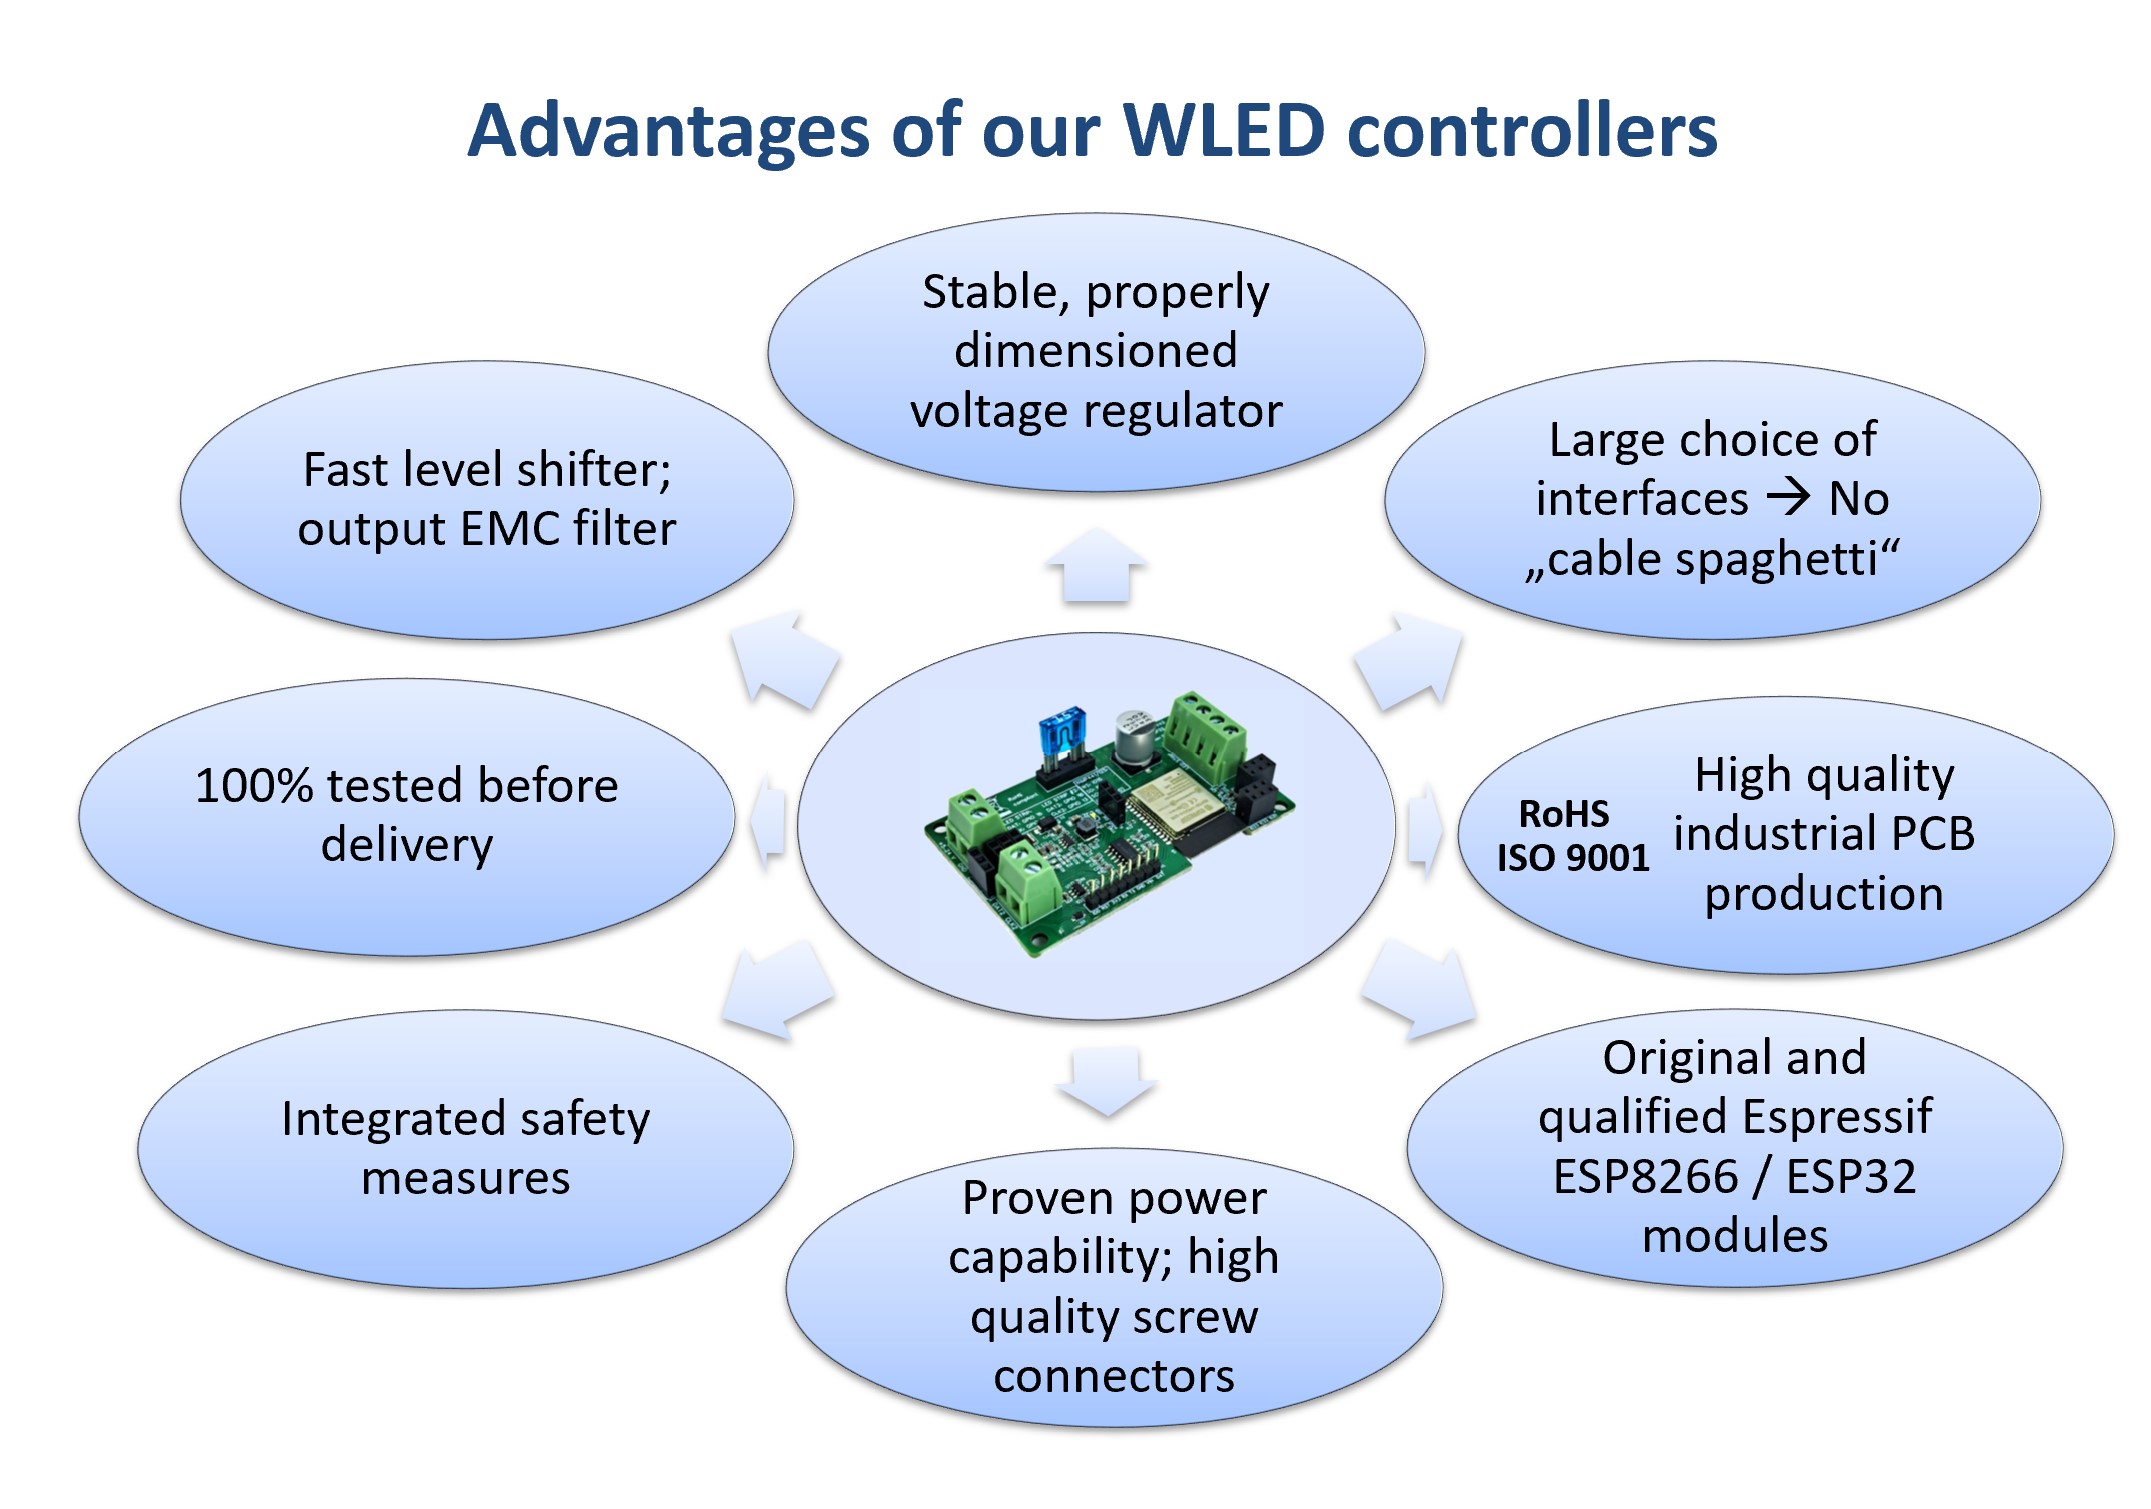 Advantages of our WLED controllers
Stable, properly
dimensioned
voltage regulator
Large choice of
interfaces → No
„cable spaghetti“
RoHS
ISO 9001
High quality
industrial PCB
production
Original and
qualified Espressif
ESP8266 / ESP32
modules
Proven power
capability; high
quality screw
connectors
Integrated safety
measures
100% tested before
delivery
Fast level shifter;
output EMC filter